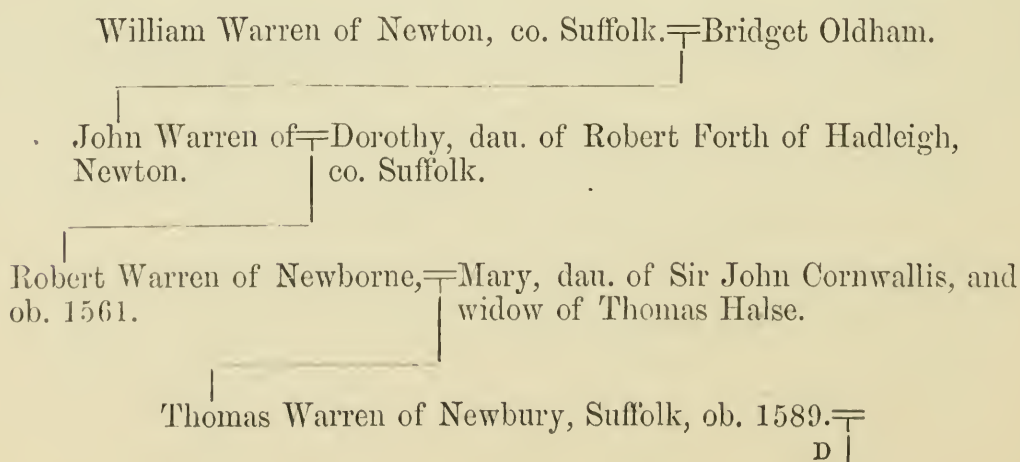 William Warren of Newton, co. Suffolk.=Bridget Oldham.
John Warren of=Dorothy, dau. of Robert Forth of Hadleigh,
Newton. co. Suffolk.
Robert Warren of Newborne,=Mary, dau. of Sir John Cornwallis, and
ob. 1561. widow of Thomas Halse.
Thomas Warren of Newbury, Suffolk, ob. 1589.=
D